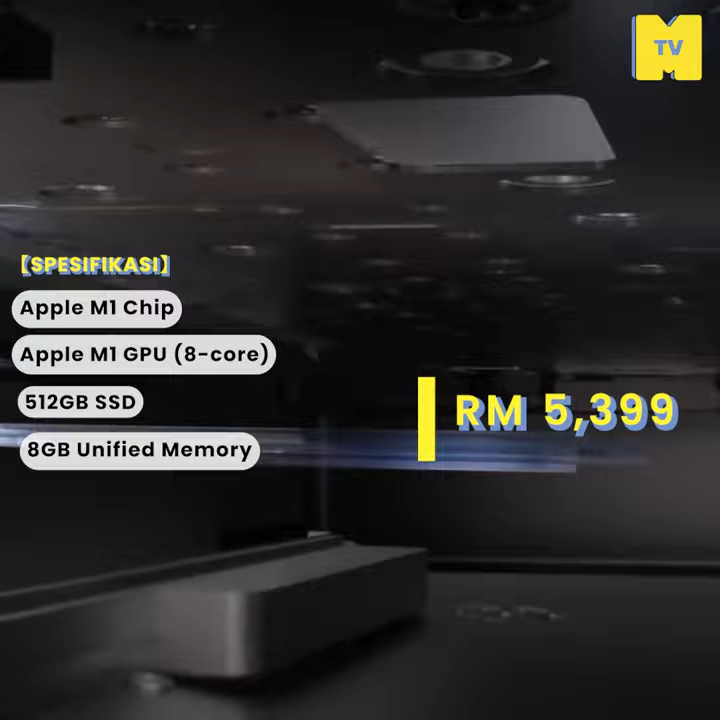 TV
【SPESIFIKASI】
Apple M1 Chip
Apple M1 GPU (8-core)
512GB SSD
RM 5,399
8GB Unified Memory